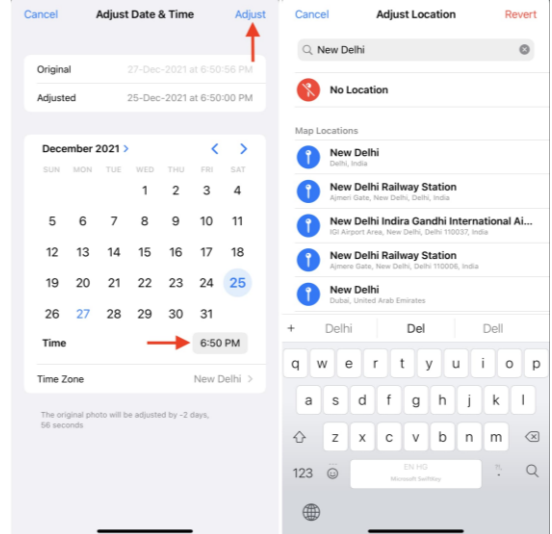 Cancel Adjust Date & Time Adjust
Original 27-Dec-2021 at 6:50:56 PM
Adjusted 25-Dec-2021 at 6:50:00 PM
December 2021 >
SUN MON TUE WED THU FRI SAT
1 2 3 4
5 6 7 8 9 10 11
12 13 14 15 16 17 18
19 20 21 22 23 24 25
26 27 28 29 30 31
Time 6:50 PM
Time Zone New Delhi >
The original photo will be adjusted by -2 days,
56 seconds
Cancel Adjust Location Revert
New Delhi
No Location
Map Locations
New Delhi
Delhi, India
New Delhi Railway Station
Ajmeri Gate, New Delhi, Delhi, India
New Delhi Indira Gandhi International Ai...
IGI Airport Area, New Delhi, Delhi 110037, India
New Delhi Railway Station
Ajmere Gate, New Delhi, Delhi 110006, India
New Delhi
Dubai, United Arab Emirates
+ Delhi Del Dell
q w e r t y u i o p
a s d f g h j k l
z x c v b n m
123 EN HG
Microsoft SwiftKey